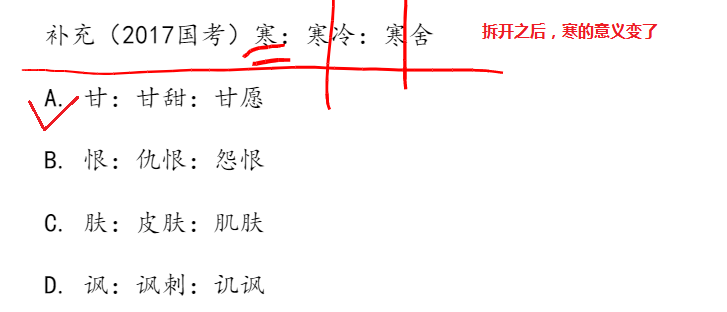 补充（2017国考）寒：寒冷：寒舍
拆开之后，寒的意义变了
A. 甘：甘甜：甘愿
B. 恨：仇恨：怨恨
C. 肤：皮肤：肌肤
D. 讽：讽刺：讥讽